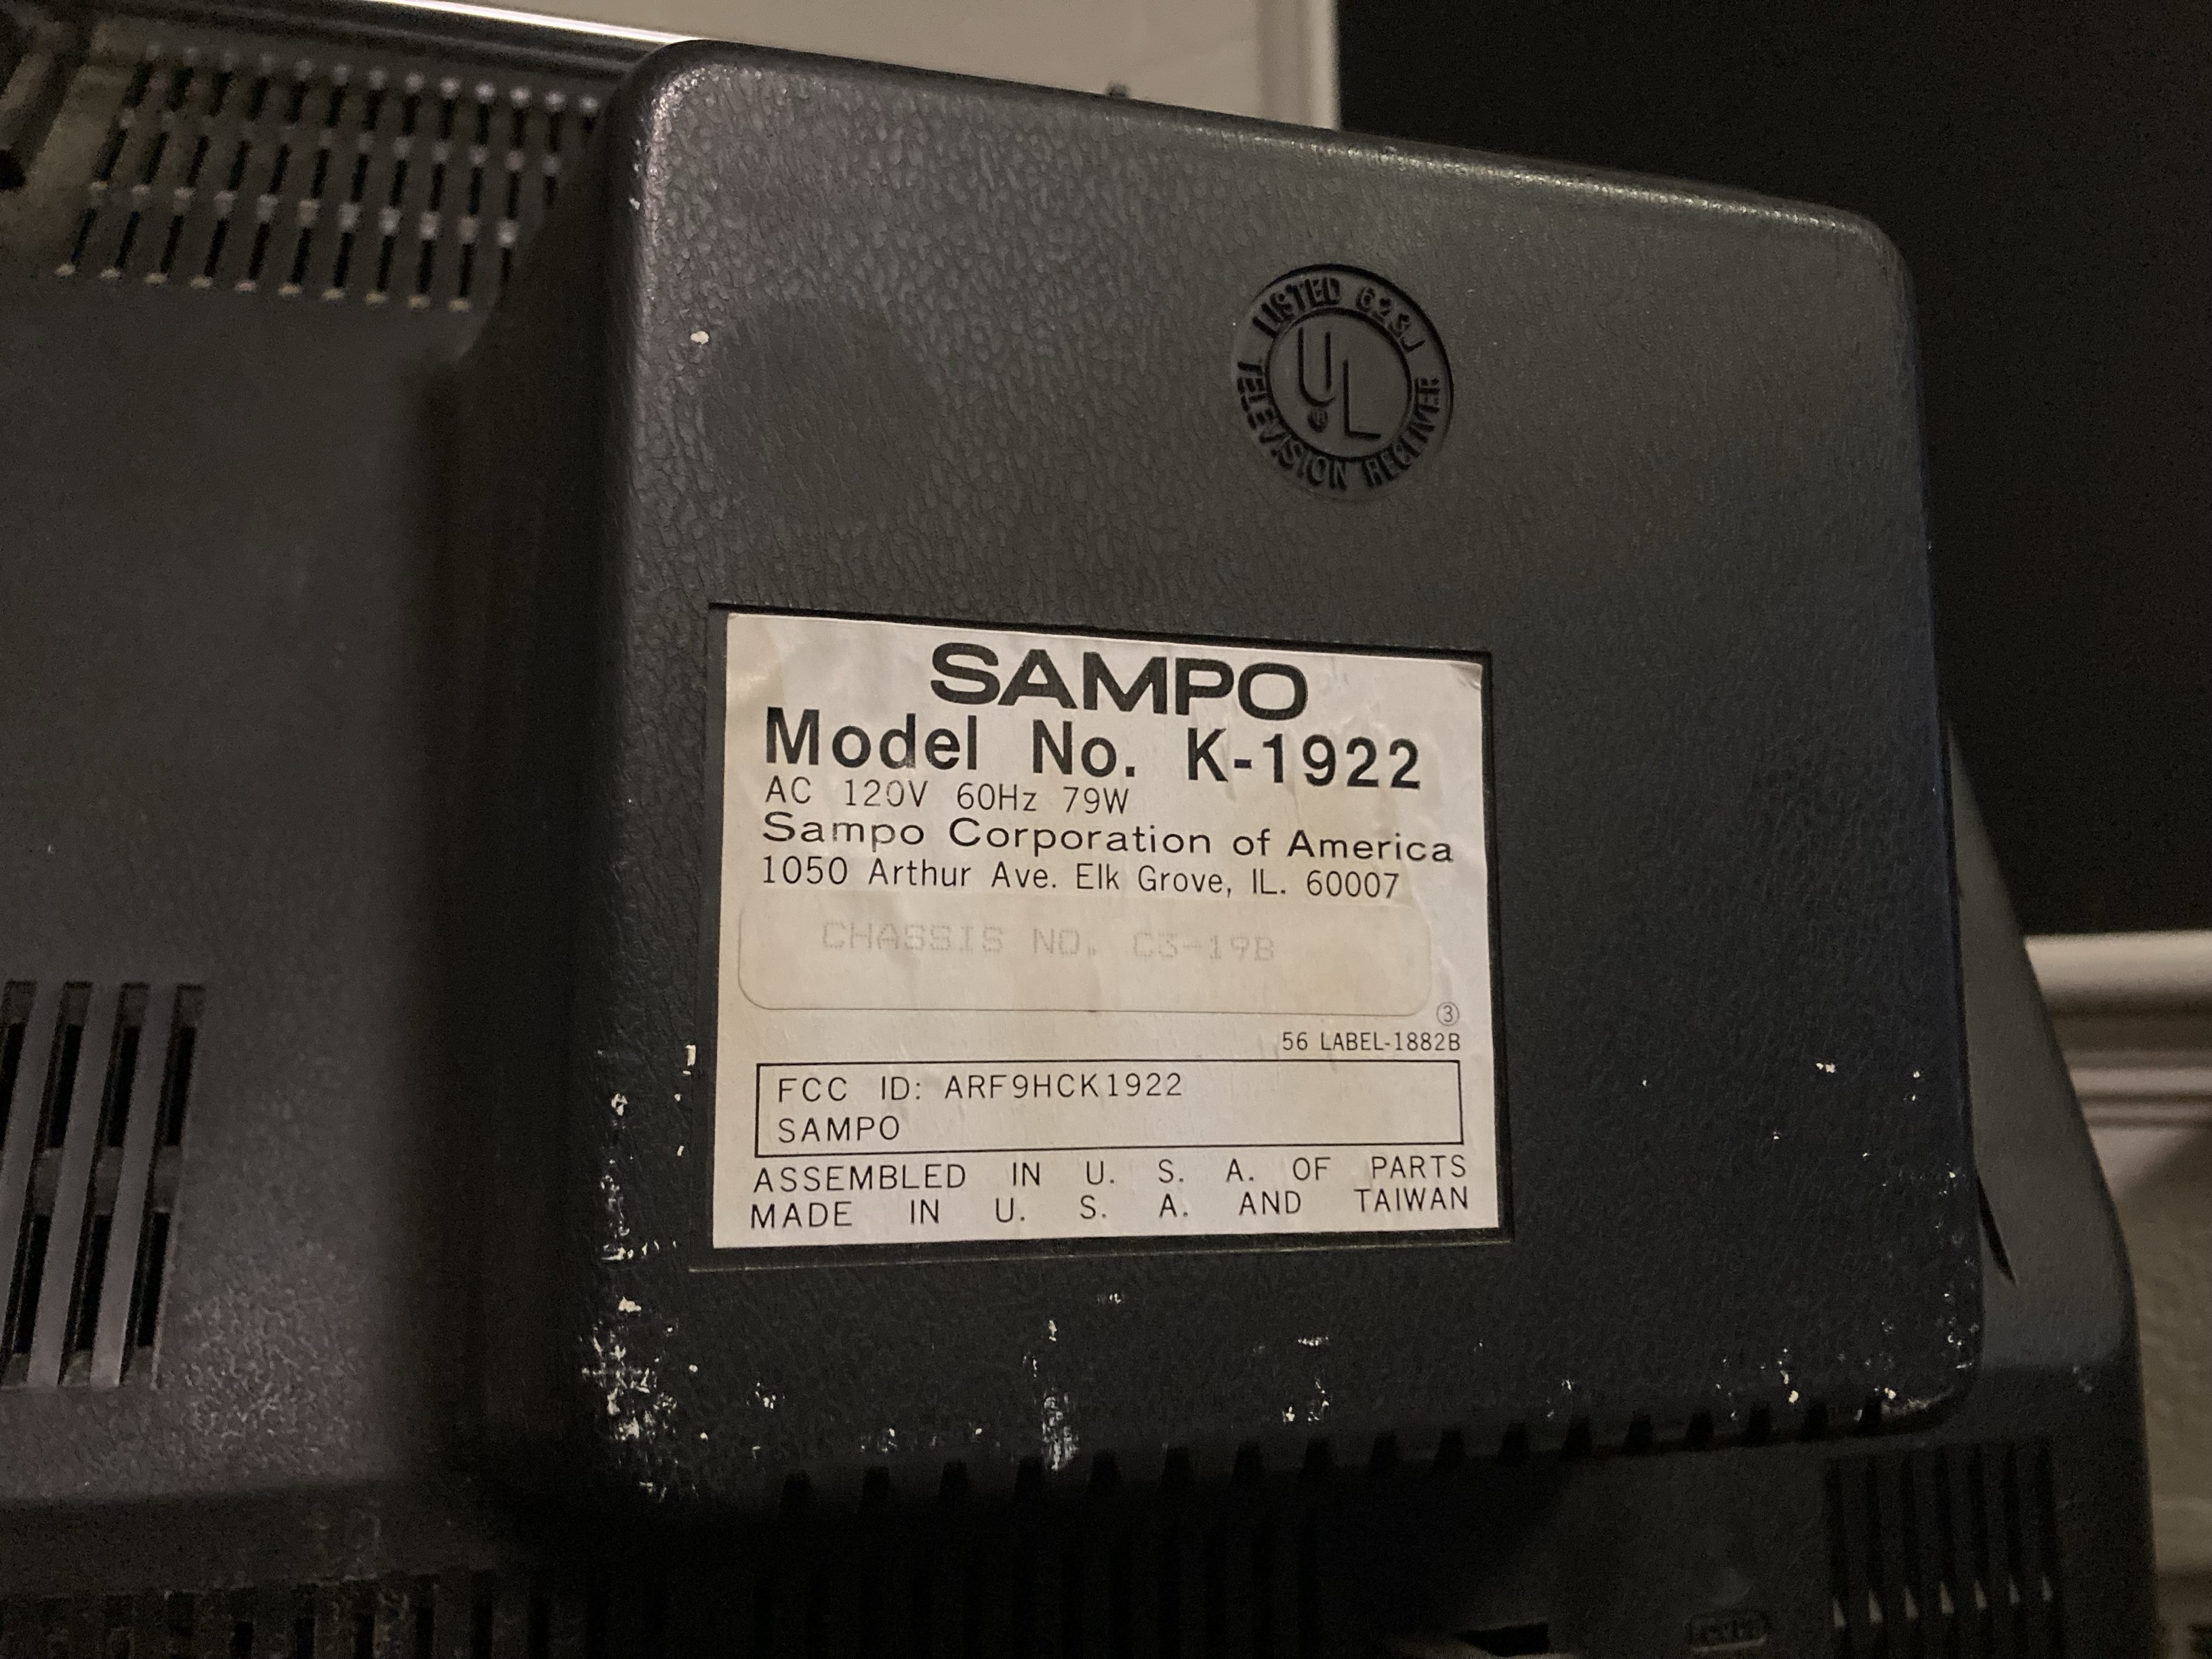 LISTED 623J
UL
®
TELEVISION RECEIVER
SAMPO
Model No. K-1922
AC 120V 60Hz 79W
Sampo Corporation of America
1050 Arthur Ave. Elk Grove, IL. 60007
CHASSIS NO. C3-19B
③
56 LABEL-1882B
FCC ID: ARF9HCK1922
SAMPO
ASSEMBLED IN U. S. A. OF PARTS
MADE IN U. S. A. AND TAIWAN